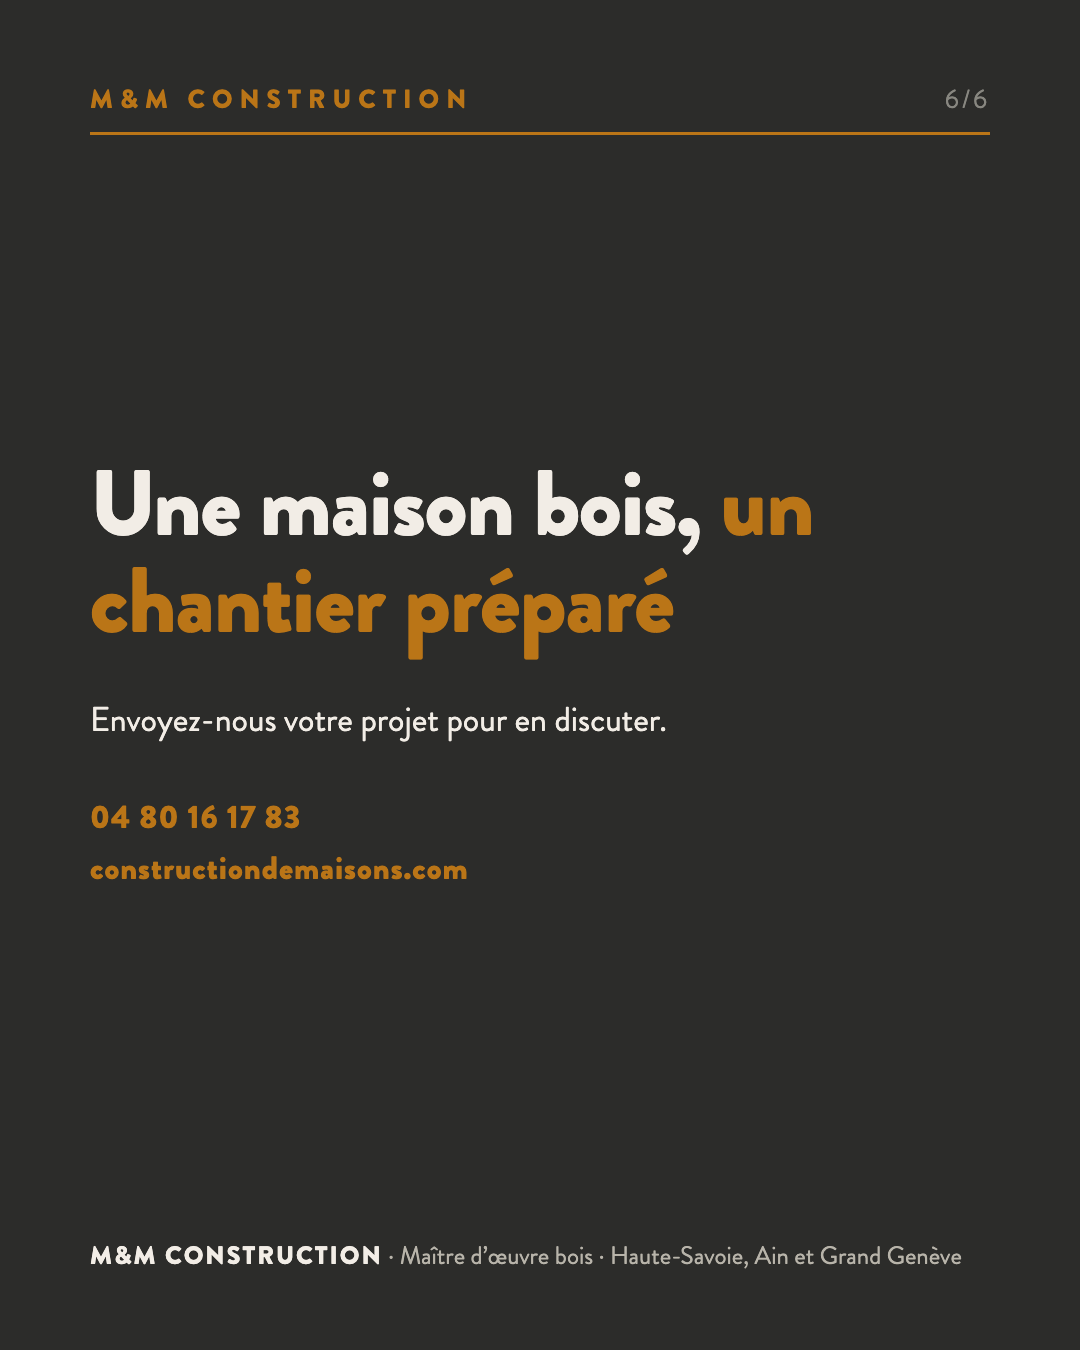 M&M CONSTRUCTION 6/6
Une maison bois, un
chantier préparé
Envoyez-nous votre projet pour en discuter.
04 80 16 17 83
constructiondemaisons.com
M&M CONSTRUCTION · Maître d’œuvre bois · Haute-Savoie, Ain et Grand Genève